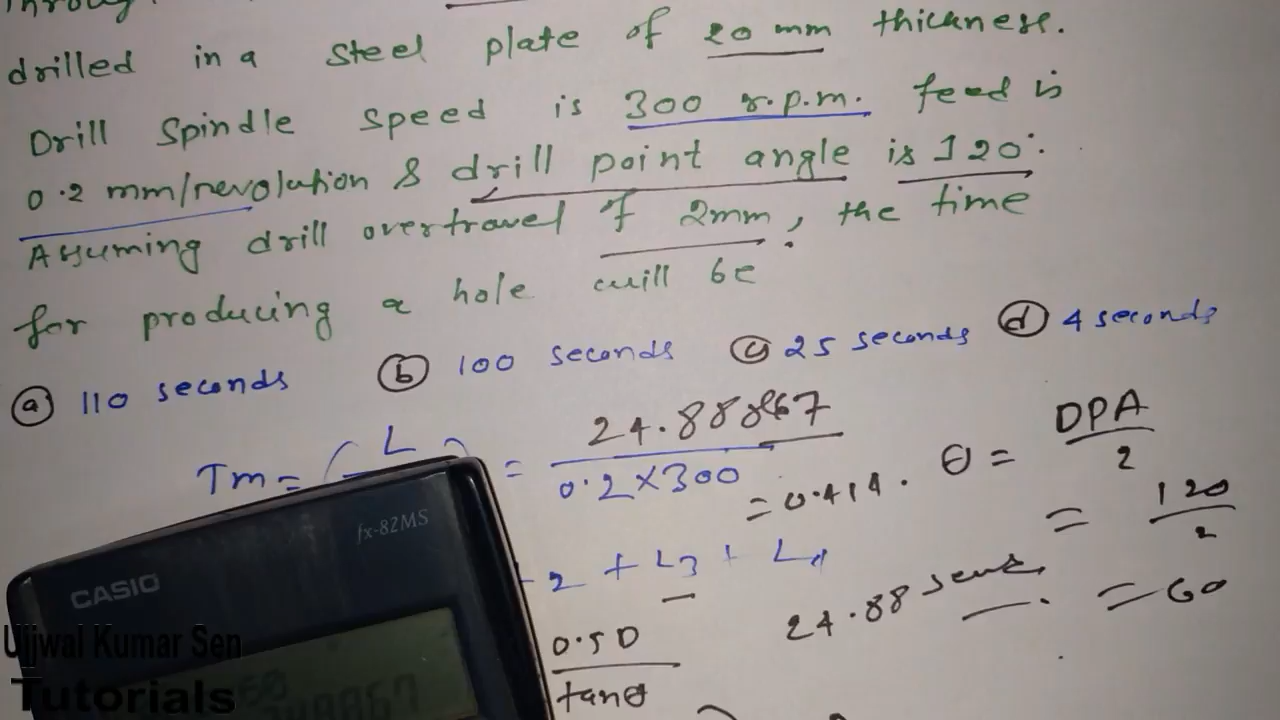 drilled in a steel plate of 20 mm thickness.
Drill Spindle speed is 300 r.p.m. feed is
0.2 mm/revolution & drill point angle is 120°.
Assuming drill overtravel of 2mm, the time
for producing a hole will be
(a) 110 seconds (b) 100 seconds (c) 25 seconds (d) 4 seconds
Tm = ( L ) = 24.88867 / 0.2 × 300
= 0.414.
θ = DPA / 2
= 120 / 2
= 60
2 + L3 + L4
24.88
0.5D / tanθ
CASIO
fx-82MS
Ujjwal Kumar Sen
Tutorials